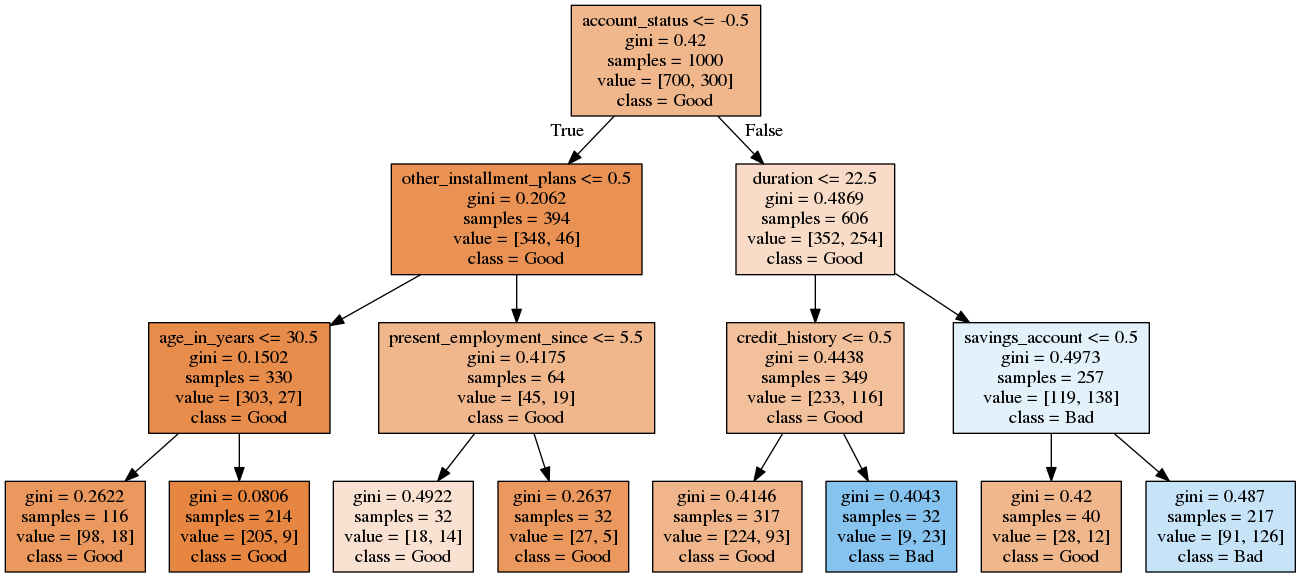 account_status <= -0.5
gini = 0.42
samples = 1000
value = [700, 300]
class = Good
True
False
other_installment_plans <= 0.5
gini = 0.2062
samples = 394
value = [348, 46]
class = Good
duration <= 22.5
gini = 0.4869
samples = 606
value = [352, 254]
class = Good
age_in_years <= 30.5
gini = 0.1502
samples = 330
value = [303, 27]
class = Good
present_employment_since <= 5.5
gini = 0.4175
samples = 64
value = [45, 19]
class = Good
credit_history <= 0.5
gini = 0.4438
samples = 349
value = [233, 116]
class = Good
savings_account <= 0.5
gini = 0.4973
samples = 257
value = [119, 138]
class = Bad
gini = 0.2622
samples = 116
value = [98, 18]
class = Good
gini = 0.0806
samples = 214
value = [205, 9]
class = Good
gini = 0.4922
samples = 32
value = [18, 14]
class = Good
gini = 0.2637
samples = 32
value = [27, 5]
class = Good
gini = 0.4146
samples = 317
value = [224, 93]
class = Good
gini = 0.4043
samples = 32
value = [9, 23]
class = Bad
gini = 0.42
samples = 40
value = [28, 12]
class = Good
gini = 0.487
samples = 217
value = [91, 126]
class = Bad